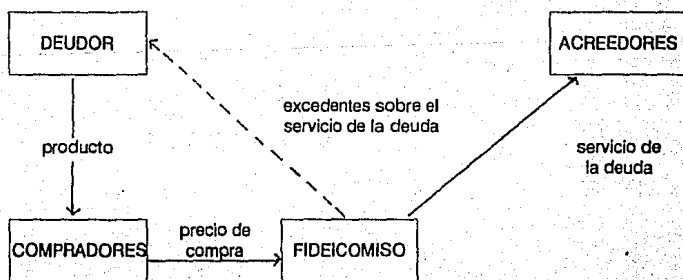 DEUDOR
ACREEDORES
excedentes sobre el
servicio de la deuda
producto
servicio de
la deuda
COMPRADORES
precio de
compra
FIDEICOMISO